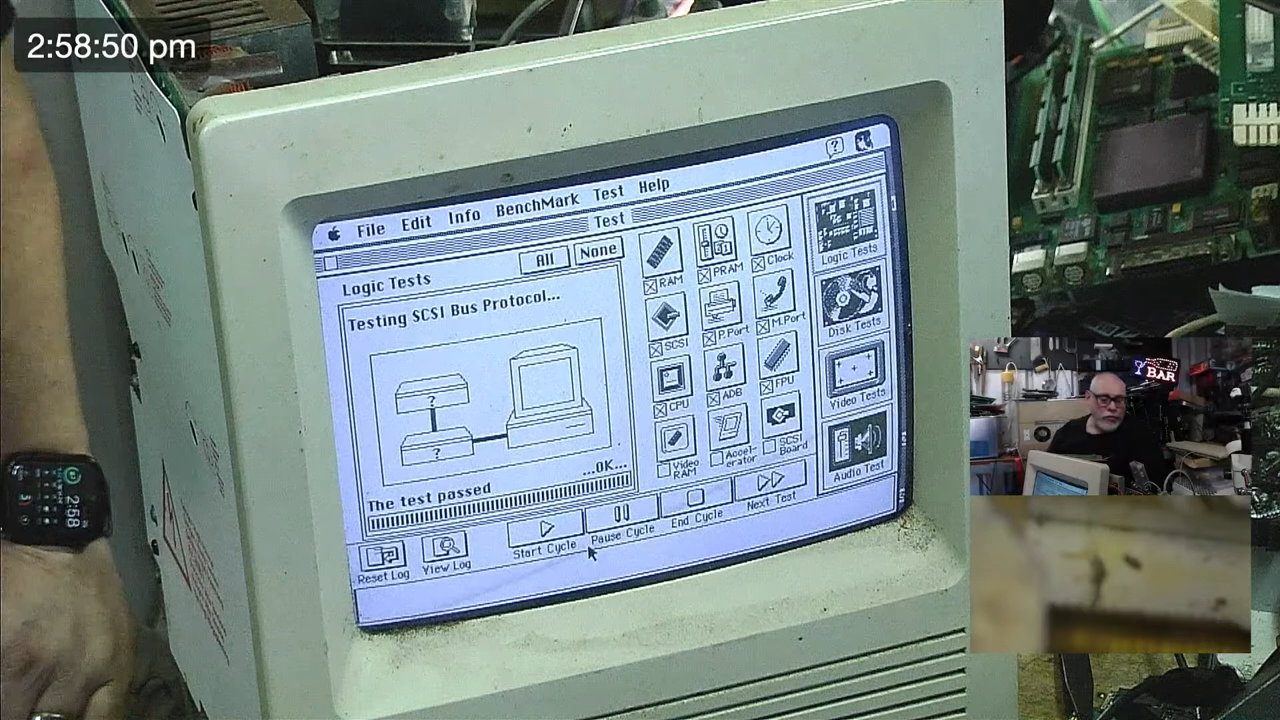 2:58:50 pm
File Edit Info BenchMark Test Help
Test
Logic Tests
All
None
Testing SCSI Bus Protocol...
?
?
...OK...
The test passed
RAM
PRAM
Clock
SCSI
P.Port
M.Port
CPU
ADB
FPU
Video RAM
Accel-
erator
SCSI
Board
Logic Tests
Disk Tests
Video Tests
Audio Test
Reset Log
View Log
Start Cycle
Pause Cycle
End Cycle
Next Test
2:58
BAR